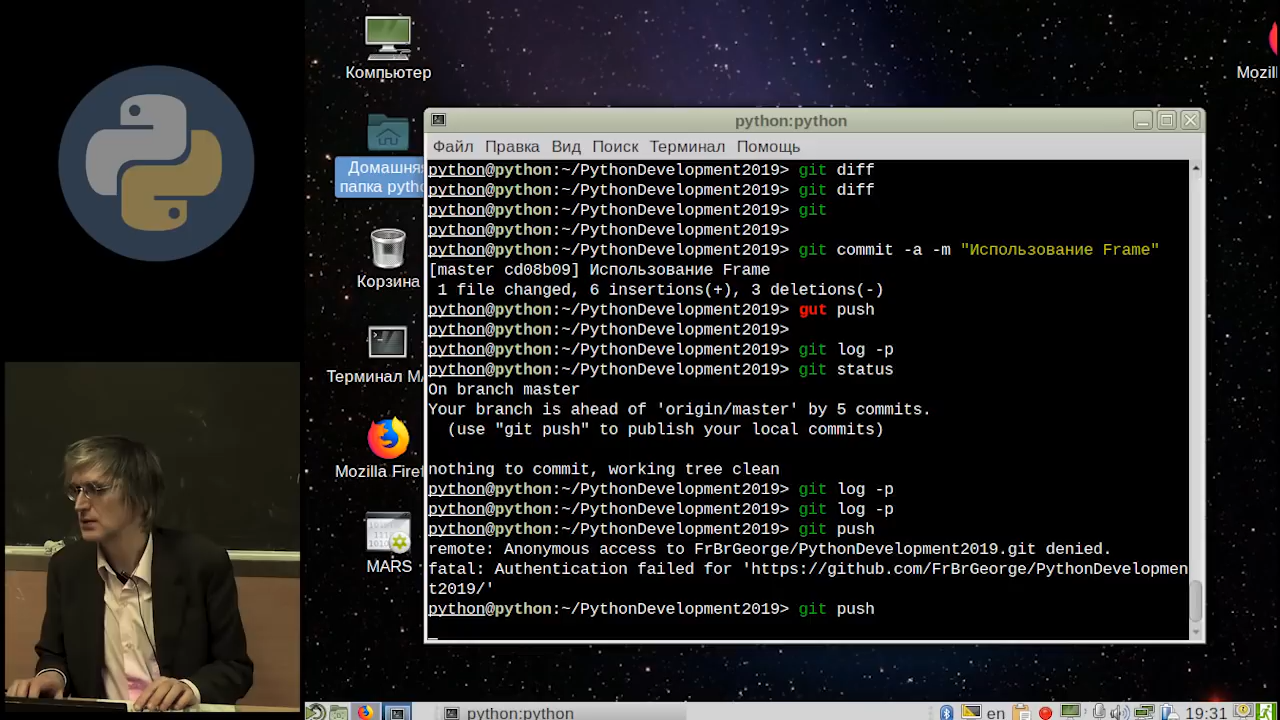 Компьютер
Mozil
Домашняя
папка pytho
Корзина
Терминал MA
Mozilla Firef
MARS
python:python
Файл Правка Вид Поиск Терминал Помощь
python@python:~/PythonDevelopment2019> git diff
python@python:~/PythonDevelopment2019> git diff
python@python:~/PythonDevelopment2019> git
python@python:~/PythonDevelopment2019>
python@python:~/PythonDevelopment2019> git commit -a -m "Использование Frame"
[master cd08b09] Использование Frame
1 file changed, 6 insertions(+), 3 deletions(-)
python@python:~/PythonDevelopment2019> gut push
python@python:~/PythonDevelopment2019>
python@python:~/PythonDevelopment2019> git log -p
python@python:~/PythonDevelopment2019> git status
On branch master
Your branch is ahead of 'origin/master' by 5 commits.
(use "git push" to publish your local commits)
nothing to commit, working tree clean
python@python:~/PythonDevelopment2019> git log -p
python@python:~/PythonDevelopment2019> git log -p
python@python:~/PythonDevelopment2019> git push
remote: Anonymous access to FrBrGeorge/PythonDevelopment2019.git denied.
fatal: Authentication failed for 'https://github.com/FrBrGeorge/PythonDevelopmen
t2019/'
python@python:~/PythonDevelopment2019> git push
python:python
en
19:31